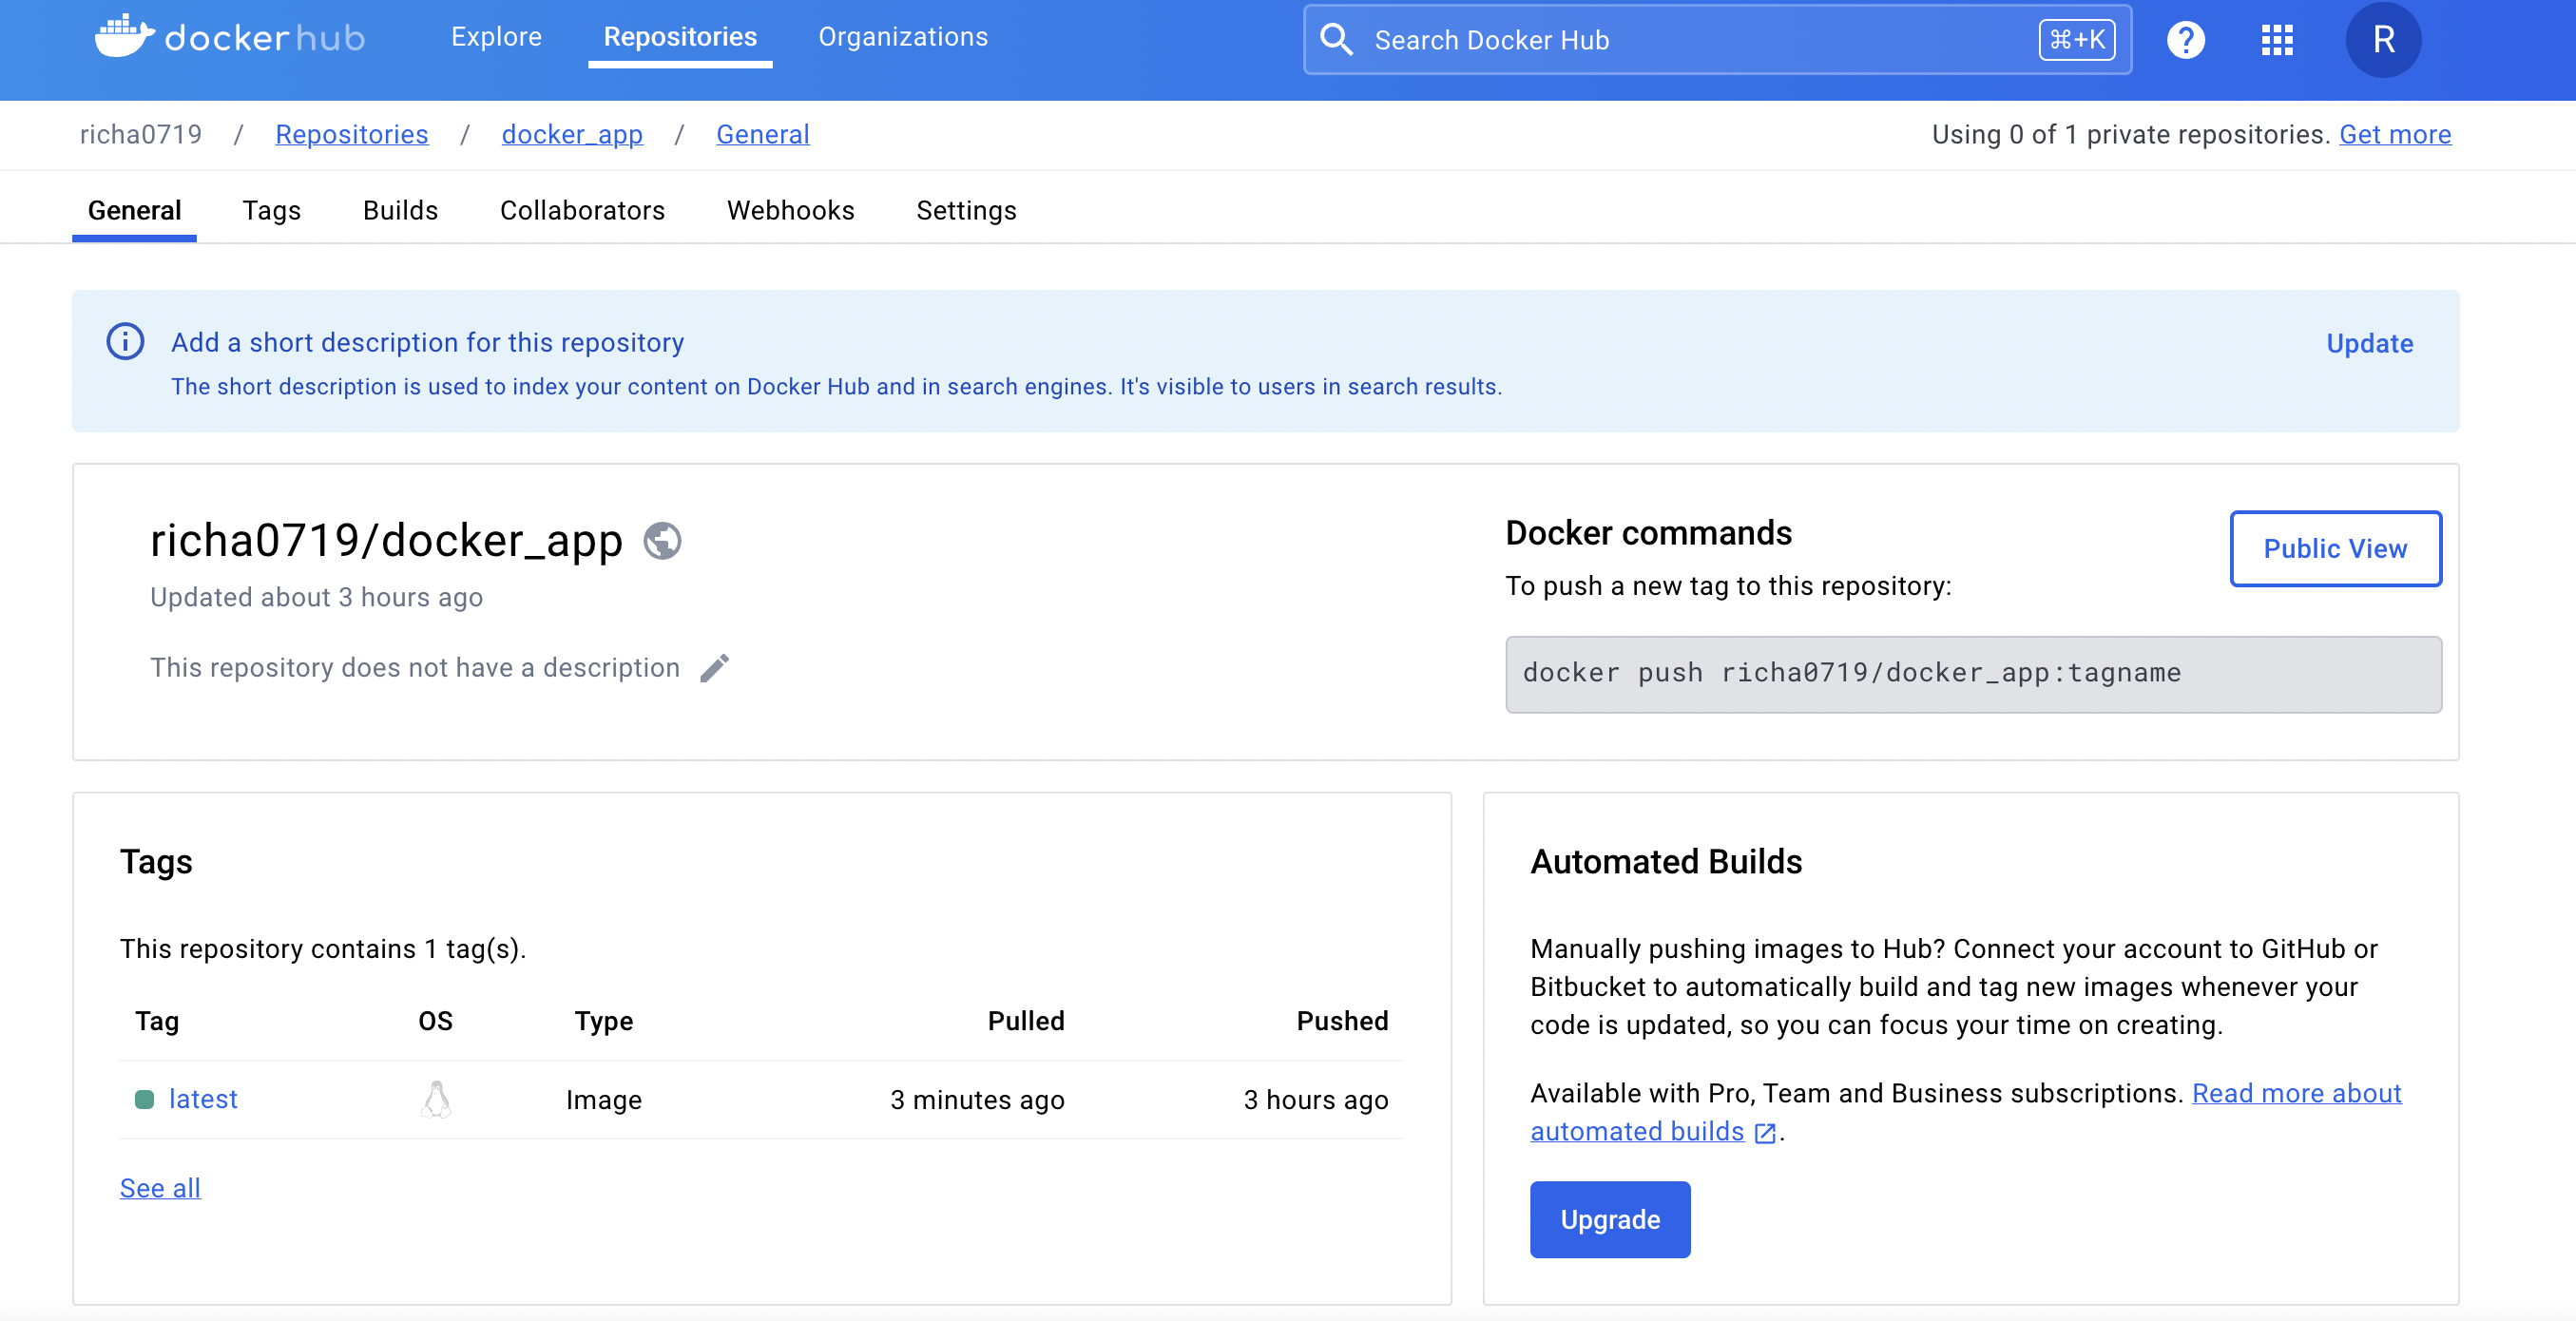 dockerhub
Explore
Repositories
Organizations
Search Docker Hub
⌘+K
?
R
richa0719 / Repositories / docker_app / General
Using 0 of 1 private repositories. Get more
General
Tags
Builds
Collaborators
Webhooks
Settings
Add a short description for this repository
Update
The short description is used to index your content on Docker Hub and in search engines. It's visible to users in search results.
richa0719/docker_app
Updated about 3 hours ago
This repository does not have a description
Docker commands
Public View
To push a new tag to this repository:
docker push richa0719/docker_app:tagname
Tags
This repository contains 1 tag(s).
Tag OS Type Pulled Pushed
latest Image 3 minutes ago 3 hours ago
See all
Automated Builds
Manually pushing images to Hub? Connect your account to GitHub or
Bitbucket to automatically build and tag new images whenever your
code is updated, so you can focus your time on creating.
Available with Pro, Team and Business subscriptions. Read more about
automated builds.
Upgrade